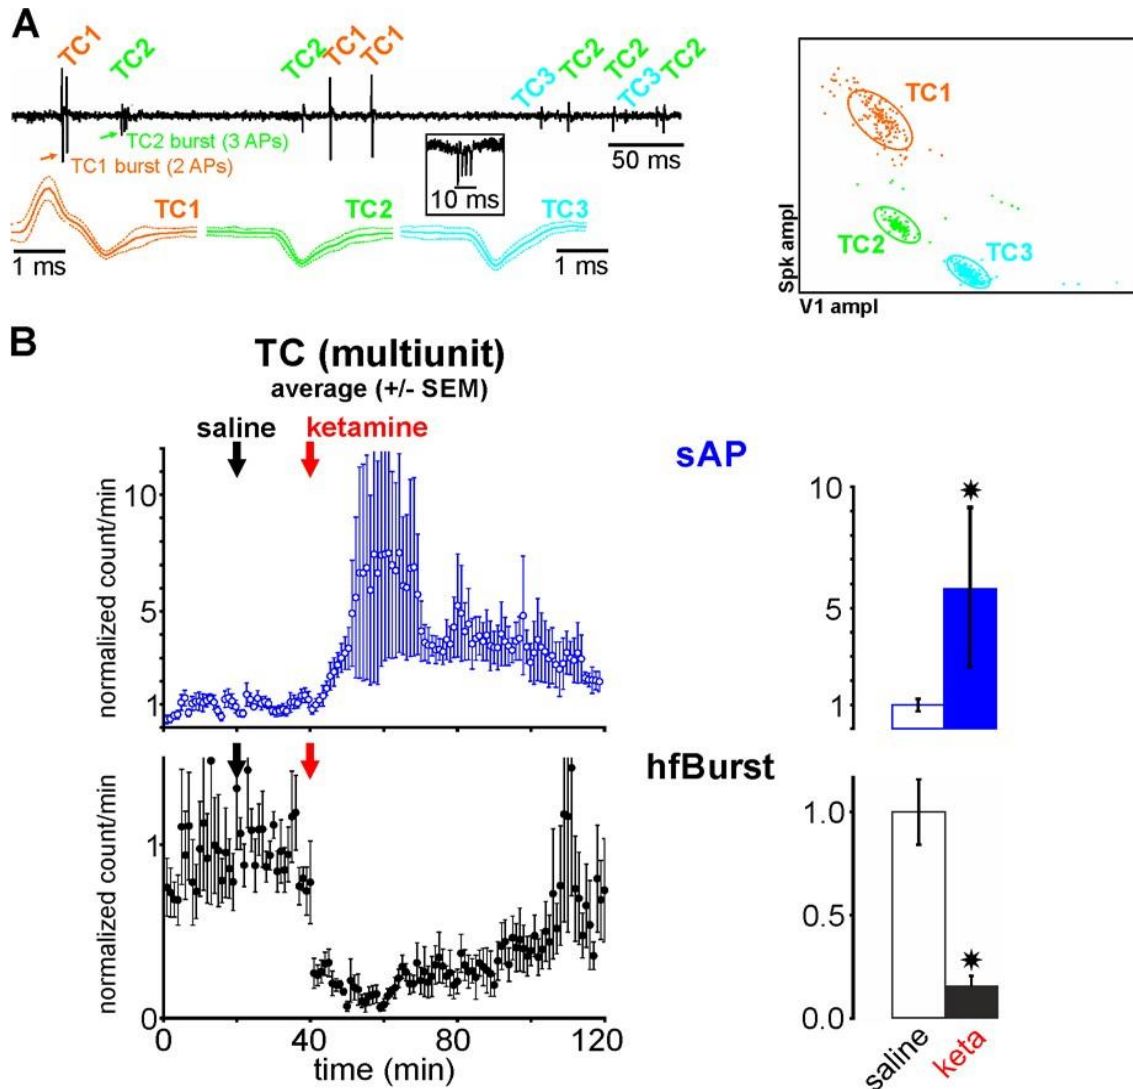 A
TC1
TC2
TC2
TC1
TC1
TC3
TC2
TC2
TC3
TC2
TC2 burst (3 APs)
TC1 burst (2 APs)
10 ms
50 ms
TC1
TC2
TC3
1 ms
1 ms
TC1
TC2
TC3
Spk ampl
V1 ampl
B
TC (multiunit)
average (+/- SEM)
saline
ketamine
sAP
normalized count/min
10
5
1
10
5
1
hfBurst
normalized count/min
1
0
0
40
80
120
time (min)
1.0
0.5
0.0
saline
keta